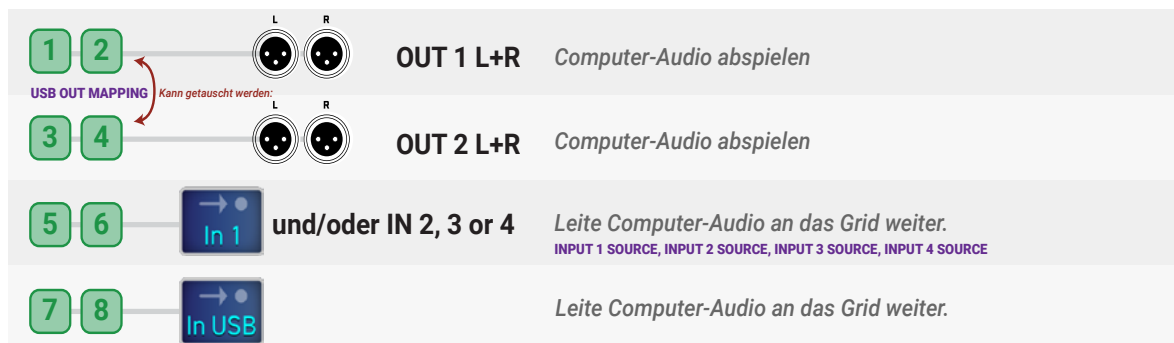 L R
1 2 OUT 1 L+R Computer-Audio abspielen
USB OUT MAPPING Kann getauscht werden:
L R
3 4 OUT 2 L+R Computer-Audio abspielen
5 6 In 1 und/oder IN 2, 3 or 4 Leite Computer-Audio an das Grid weiter.
INPUT 1 SOURCE, INPUT 2 SOURCE, INPUT 3 SOURCE, INPUT 4 SOURCE
7 8 In USB Leite Computer-Audio an das Grid weiter.